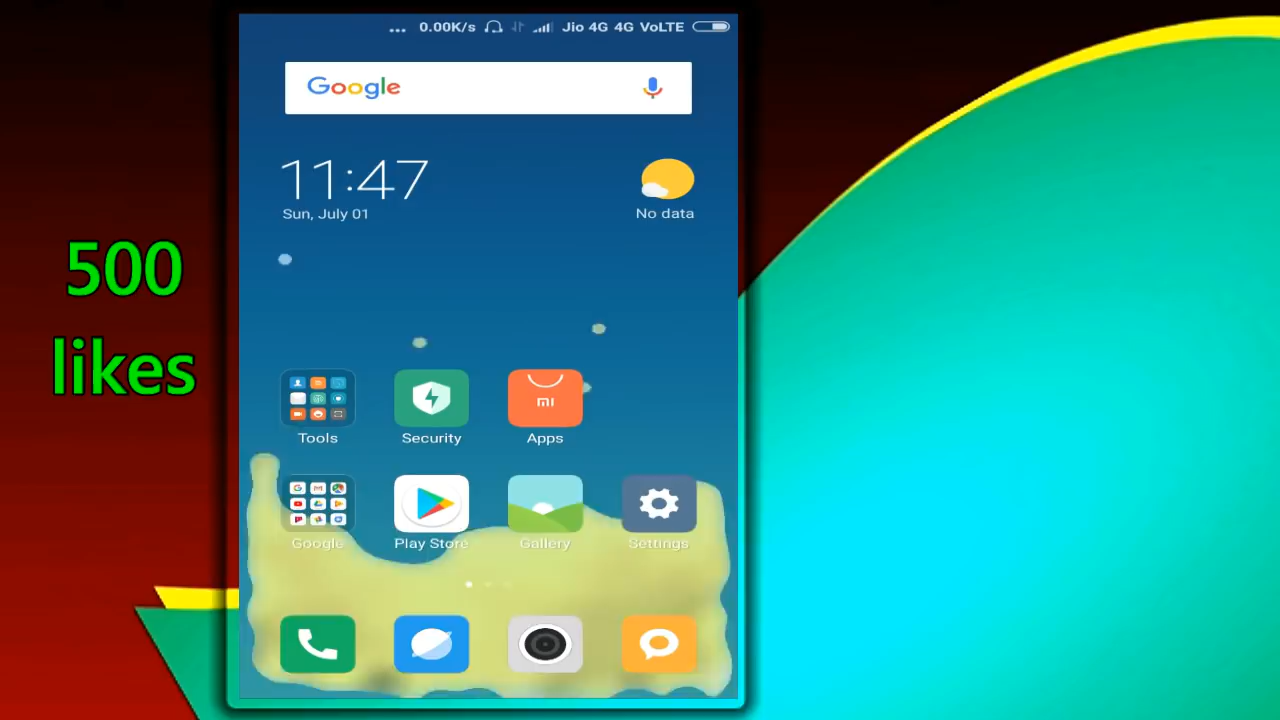 ... 0.00K/s Jio 4G 4G VoLTE
Google
11:47
Sun, July 01
No data
500
likes
mi
Tools
Security
Apps
Google
Play Store
Gallery
Settings